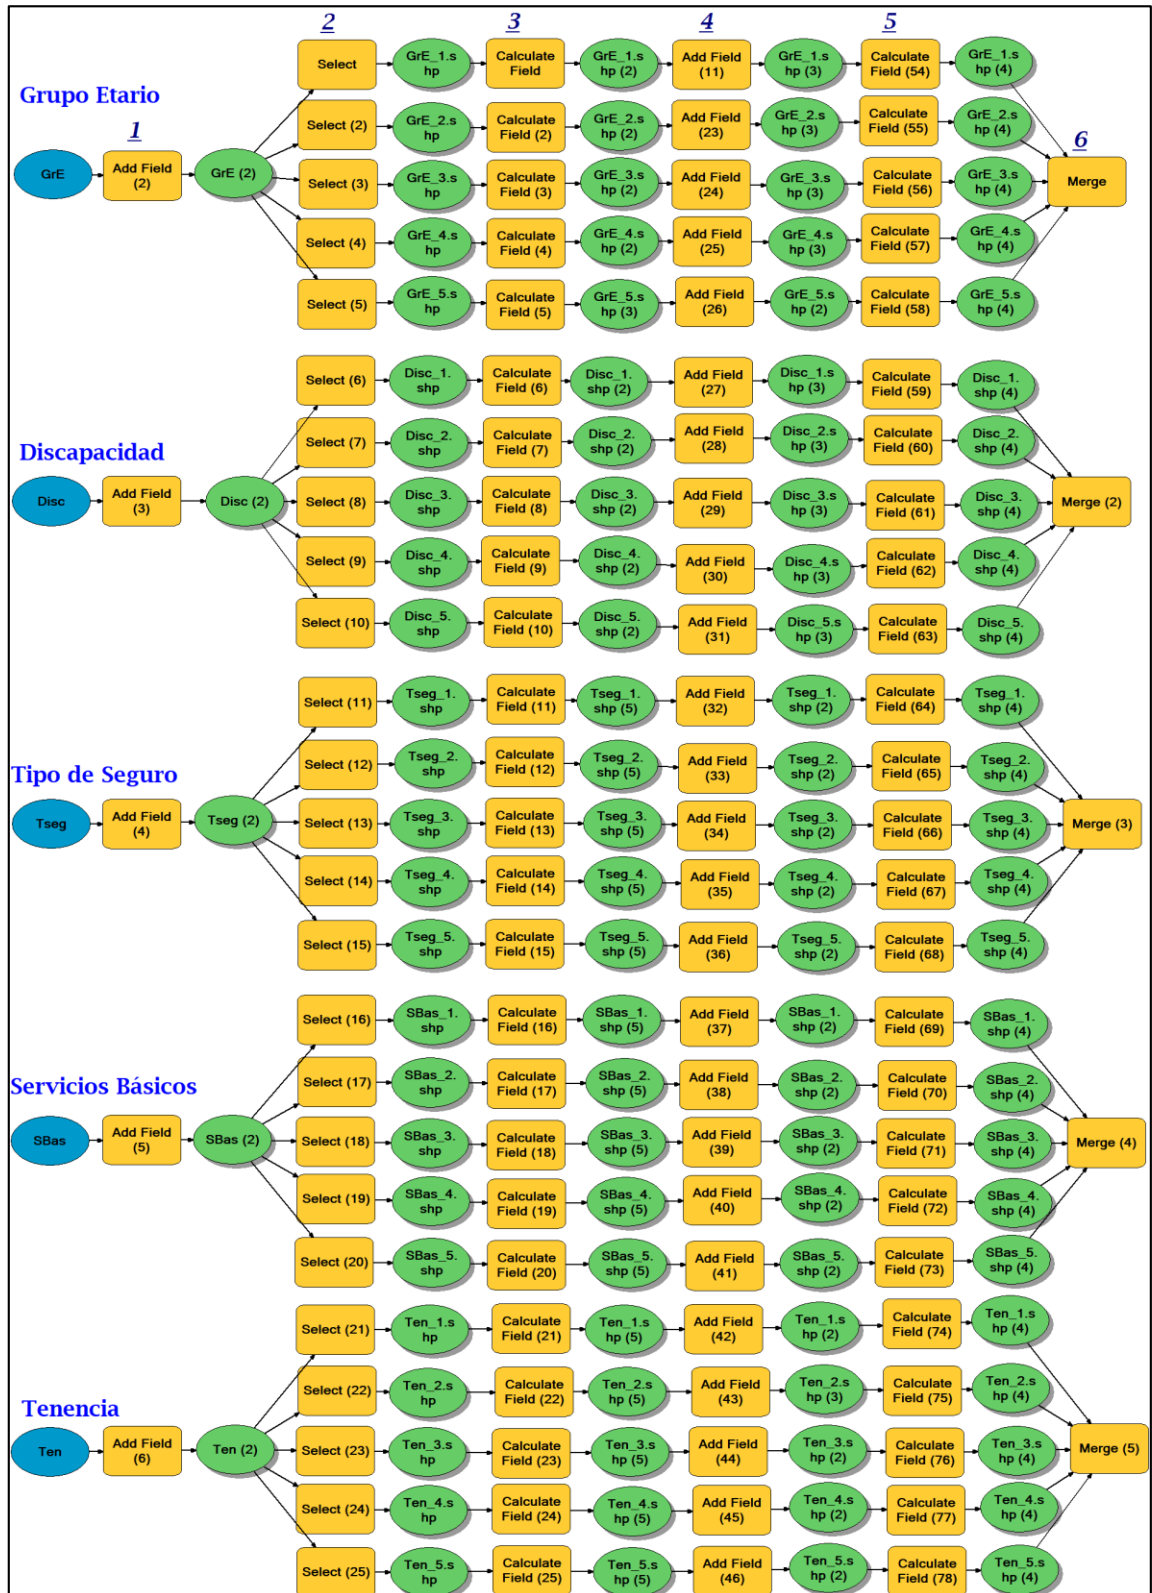 2 3 4 5
Select GrE_1.s Calculate GrE_1.s Add Field GrE_1.s Calculate GrE_1.s
hp Field hp (2) (11) hp (3) Field (54) hp (4)
Grupo Etario
1
Select (2) GrE_2.s Calculate GrE_2.s Add Field GrE_2.s Calculate GrE_2.s
hp Field (2) hp (2) (23) hp (3) Field (55) hp (4)
6
GrE Add Field GrE (2) Select (3) GrE_3.s Calculate GrE_3.s Add Field GrE_3.s Calculate GrE_3.s Merge
(2) hp Field (3) hp (2) (24) hp (3) Field (56) hp (4)
Select (4) GrE_4.s Calculate GrE_4.s Add Field GrE_4.s Calculate GrE_4.s
hp Field (4) hp (2) (25) hp (3) Field (57) hp (4)
Select (5) GrE_5.s Calculate GrE_5.s Add Field GrE_5.s Calculate GrE_5.s
hp Field (5) hp (3) (26) hp (2) Field (58) hp (4)
Select (6) Disc_1. Calculate Disc_1. Add Field Disc_1.s Calculate Disc_1.
shp Field (6) shp (2) (27) hp (3) Field (59) shp (4)
Discapacidad
Select (7) Disc_2. Calculate Disc_2. Add Field Disc_2.s Calculate Disc_2.
shp Field (7) shp (2) (28) hp (3) Field (60) shp (4)
Disc Add Field Disc (2) Select (8) Disc_3. Calculate Disc_3. Add Field Disc_3.s Calculate Disc_3. Merge (2)
(3) shp Field (8) shp (2) (29) hp (3) Field (61) shp (4)
Select (9) Disc_4. Calculate Disc_4. Add Field Disc_4.s Calculate Disc_4.
shp Field (9) shp (2) (30) hp (3) Field (62) shp (4)
Select (10) Disc_5. Calculate Disc_5. Add Field Disc_5.s Calculate Disc_5.
shp Field (10) shp (2) (31) hp (3) Field (63) shp (4)
Select (11) Tseg_1. Calculate Tseg_1. Add Field Tseg_1. Calculate Tseg_1.
shp Field (11) shp (5) (32) shp (2) Field (64) shp (4)
Tipo de Seguro
Select (12) Tseg_2. Calculate Tseg_2. Add Field Tseg_2. Calculate Tseg_2.
shp Field (12) shp (5) (33) shp (2) Field (65) shp (4)
Tseg Add Field Tseg (2) Select (13) Tseg_3. Calculate Tseg_3. Add Field Tseg_3. Calculate Tseg_3. Merge (3)
(4) shp Field (13) shp (5) (34) shp (2) Field (66) shp (4)
Select (14) Tseg_4. Calculate Tseg_4. Add Field Tseg_4. Calculate Tseg_4.
shp Field (14) shp (5) (35) shp (2) Field (67) shp (4)
Select (15) Tseg_5. Calculate Tseg_5. Add Field Tseg_5. Calculate Tseg_5.
shp Field (15) shp (5) (36) shp (2) Field (68) shp (4)
Select (16) SBas_1. Calculate SBas_1. Add Field SBas_1. Calculate SBas_1.
shp Field (16) shp (5) (37) shp (2) Field (69) shp (4)
Servicios Básicos
Select (17) SBas_2. Calculate SBas_2. Add Field SBas_2. Calculate SBas_2.
shp Field (17) shp (5) (38) shp (2) Field (70) shp (4)
SBas Add Field SBas (2) Select (18) SBas_3. Calculate SBas_3. Add Field SBas_3. Calculate SBas_3. Merge (4)
(5) shp Field (18) shp (5) (39) shp (2) Field (71) shp (4)
Select (19) SBas_4. Calculate SBas_4. Add Field SBas_4. Calculate SBas_4.
shp Field (19) shp (5) (40) shp (2) Field (72) shp (4)
Select (20) SBas_5. Calculate SBas_5. Add Field SBas_5. Calculate SBas_5.
shp Field (20) shp (5) (41) shp (2) Field (73) shp (4)
Select (21) Ten_1.s Calculate Ten_1.s Add Field Ten_1.s Calculate Ten_1.s
hp Field (21) hp (5) (42) hp (2) Field (74) hp (4)
Tenencia
Select (22) Ten_2.s Calculate Ten_2.s Add Field Ten_2.s Calculate Ten_2.s
hp Field (22) hp (5) (43) hp (3) Field (75) hp (4)
Ten Add Field Ten (2) Select (23) Ten_3.s Calculate Ten_3.s Add Field Ten_3.s Calculate Ten_3.s Merge (5)
(6) hp Field (23) hp (5) (44) hp (2) Field (76) hp (4)
Select (24) Ten_4.s Calculate Ten_4.s Add Field Ten_4.s Calculate Ten_4.s
hp Field (24) hp (5) (45) hp (2) Field (77) hp (4)
Select (25) Ten_5.s Calculate Ten_5.s Add Field Ten_5.s Calculate Ten_5.s
hp Field (25) hp (5) (46) hp (2) Field (78) hp (4)